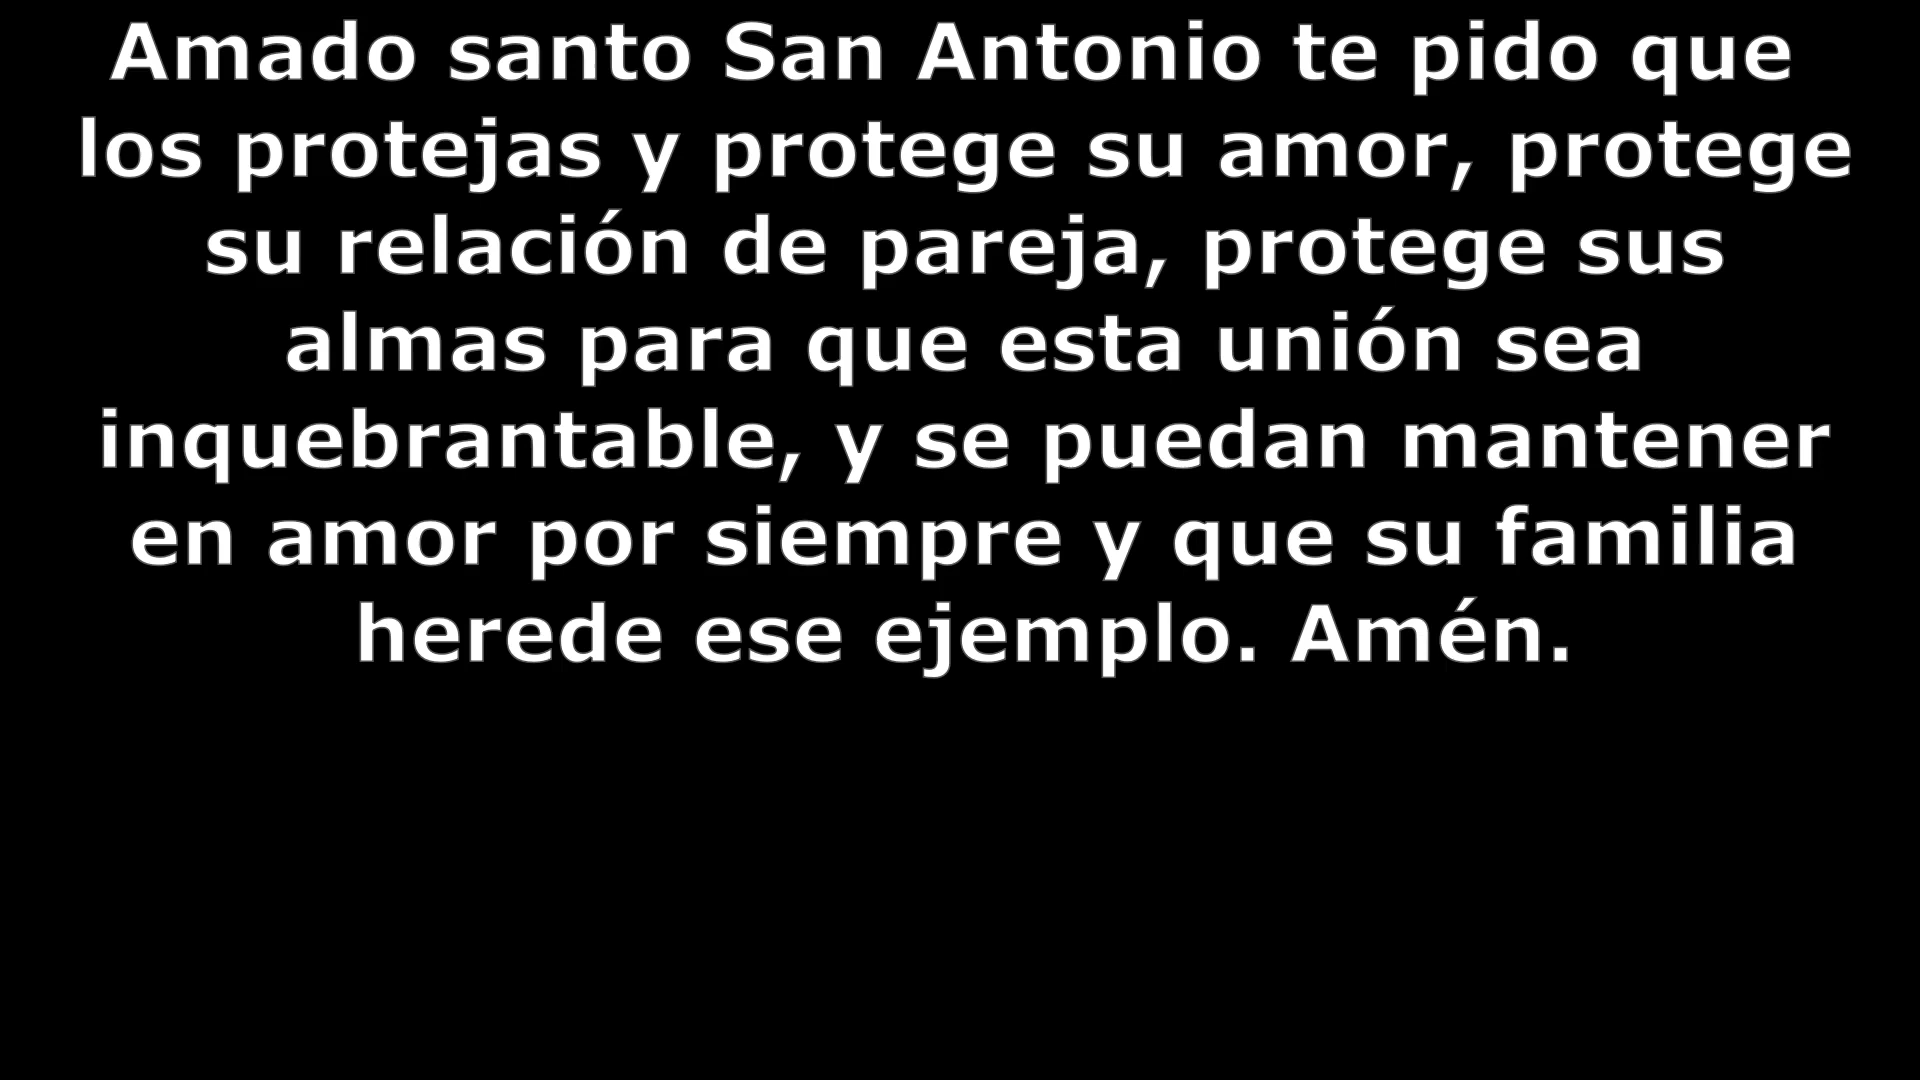 Amado santo San Antonio te pido que
los protejas y protege su amor, protege
su relación de pareja, protege sus
almas para que esta unión sea
inquebrantable, y se puedan mantener
en amor por siempre y que su familia
herede ese ejemplo. Amén.